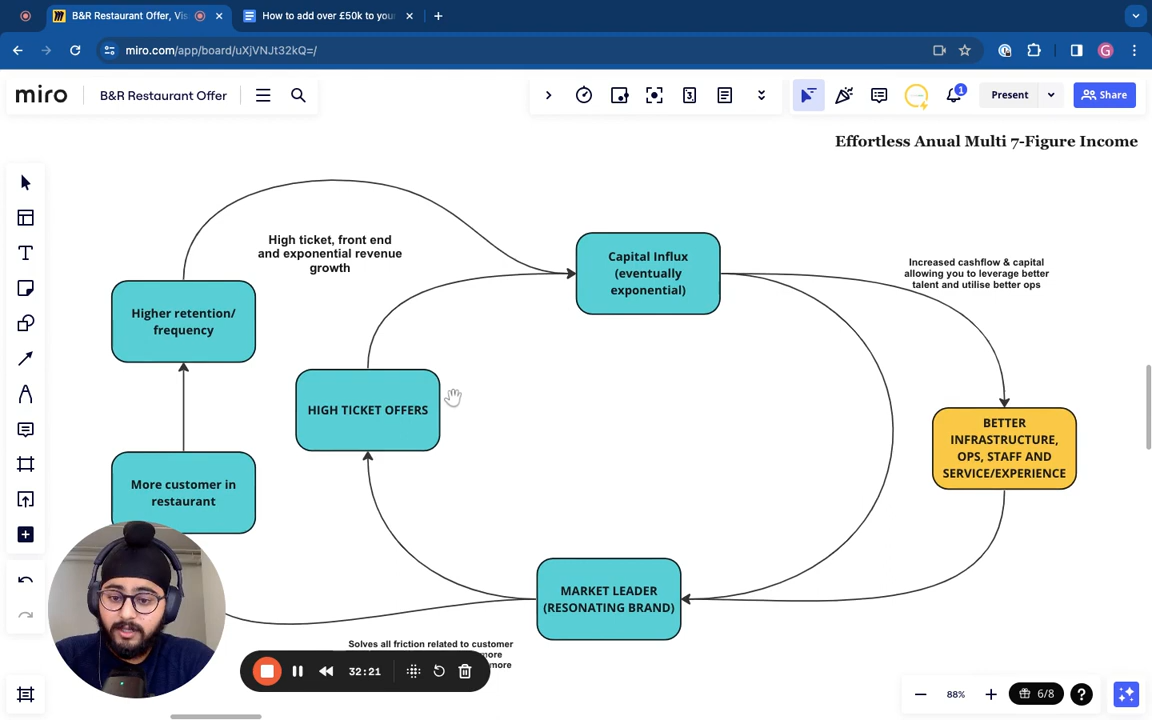 B&R Restaurant Offer, Vis
How to add over £50k to your
miro.com/app/board/uXjVNJt32kQ=/
G
miro
B&R Restaurant Offer
3
1
Present
Share
Effortless Anual Multi 7-Figure Income
High ticket, front end
and exponential revenue
growth
Capital Influx
(eventually
exponential)
Increased cashflow & capital
allowing you to leverage better
talent and utilise better ops
Higher retention/
frequency
HIGH TICKET OFFERS
BETTER
INFRASTRUCTURE,
OPS, STAFF AND
SERVICE/EXPERIENCE
More customer in
restaurant
MARKET LEADER
(RESONATING BRAND)
Solves all friction related to customer
more
more
32:21
88%
6/8
?